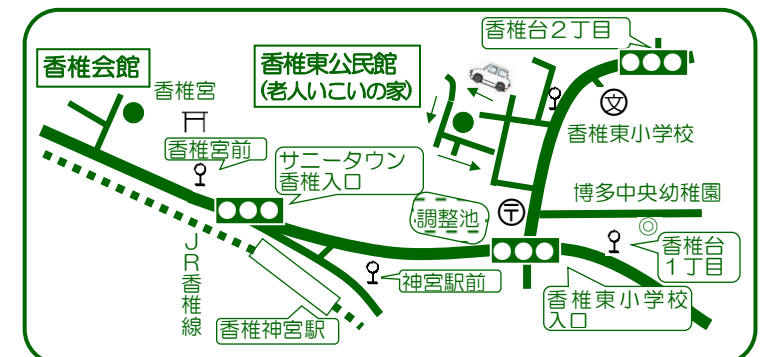 香椎台２丁目
香椎会館
香椎東公民館
(老人いこいの家)
香椎宮
文
香椎東小学校
香椎宮前
サニータウン
香椎入口
博多中央幼稚園
調整池
〒
香椎台
１丁目
ＪＲ香椎線
神宮駅前
香椎東小学校
入口
香椎神宮駅